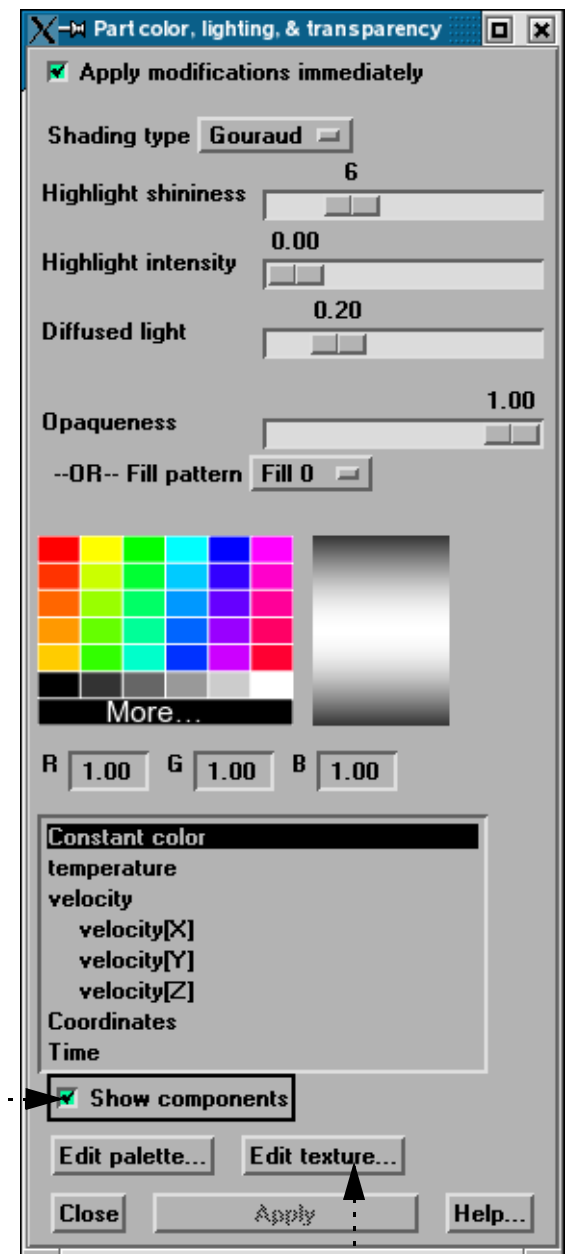 Part color, lighting, & transparency
Apply modifications immediately
Shading type Gouraud
6
Highlight shininess
0.00
Highlight intensity
0.20
Diffused light
1.00
Opaqueness
--OR-- Fill pattern Fill 0
More...
R 1.00 G 1.00 B 1.00
Constant color
temperature
velocity
velocity[X]
velocity[Y]
velocity[Z]
Coordinates
Time
Show components
Edit palette... Edit texture...
Close Apply Help...